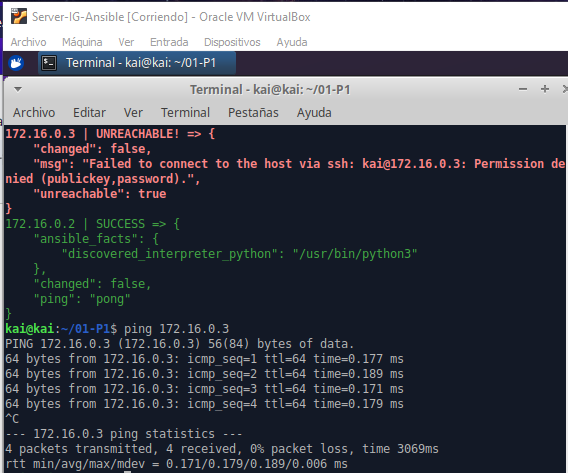 Server-IG-Ansible [Corriendo] - Oracle VM VirtualBox
Archivo Máquina Ver Entrada Dispositivos Ayuda
Terminal - kai@kai: ~/01-P1
Terminal - kai@kai: ~/01-P1
Archivo Editar Ver Terminal Pestañas Ayuda
172.16.0.3 | UNREACHABLE! => {
    "changed": false,
    "msg": "Failed to connect to the host via ssh: kai@172.16.0.3: Permission de
nied (publickey,password).",
    "unreachable": true
}
172.16.0.2 | SUCCESS => {
    "ansible_facts": {
        "discovered_interpreter_python": "/usr/bin/python3"
    },
    "changed": false,
    "ping": "pong"
}
kai@kai:~/01-P1$ ping 172.16.0.3
PING 172.16.0.3 (172.16.0.3) 56(84) bytes of data.
64 bytes from 172.16.0.3: icmp_seq=1 ttl=64 time=0.177 ms
64 bytes from 172.16.0.3: icmp_seq=2 ttl=64 time=0.189 ms
64 bytes from 172.16.0.3: icmp_seq=3 ttl=64 time=0.171 ms
64 bytes from 172.16.0.3: icmp_seq=4 ttl=64 time=0.179 ms
^C
--- 172.16.0.3 ping statistics ---
4 packets transmitted, 4 received, 0% packet loss, time 3069ms
rtt min/avg/max/mdev = 0.171/0.179/0.189/0.006 ms